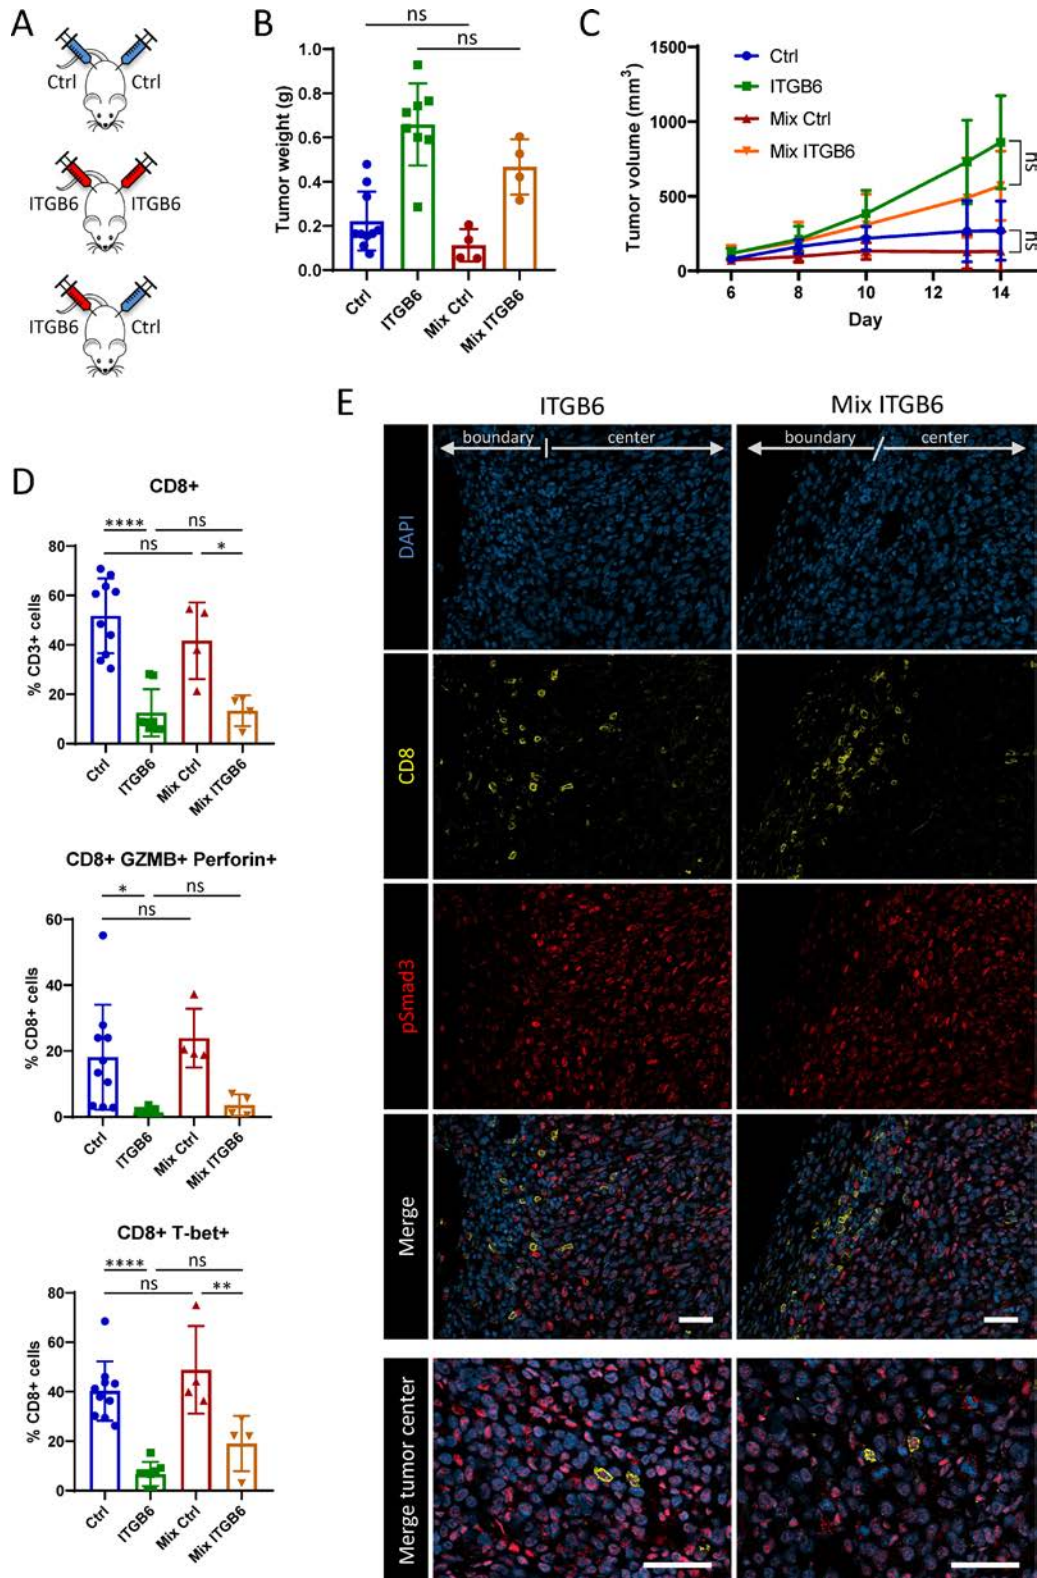 A
Ctrl
Ctrl
ITGB6
ITGB6
ITGB6
Ctrl
B
ns
ns
Tumor weight (g)
1.0
0.8
0.6
0.4
0.2
0.0
Ctrl
ITGB6
Mix Ctrl
Mix ITGB6
C
Tumor volume (mm³)
1500
1000
500
0
Ctrl
ITGB6
Mix Ctrl
Mix ITGB6
ns
ns
6
8
10
12
14
Day
D
CD8+
****
ns
ns
*
% CD3+ cells
80
60
40
20
0
Ctrl
ITGB6
Mix Ctrl
Mix ITGB6
CD8+ GZMB+ Perforin+
*
ns
ns
% CD8+ cells
60
40
20
0
Ctrl
ITGB6
Mix Ctrl
Mix ITGB6
CD8+ T-bet+
****
ns
ns
**
% CD8+ cells
80
60
40
20
0
Ctrl
ITGB6
Mix Ctrl
Mix ITGB6
E
ITGB6
Mix ITGB6
boundary
center
boundary
center
DAPI
CD8
pSmad3
Merge
Merge tumor center